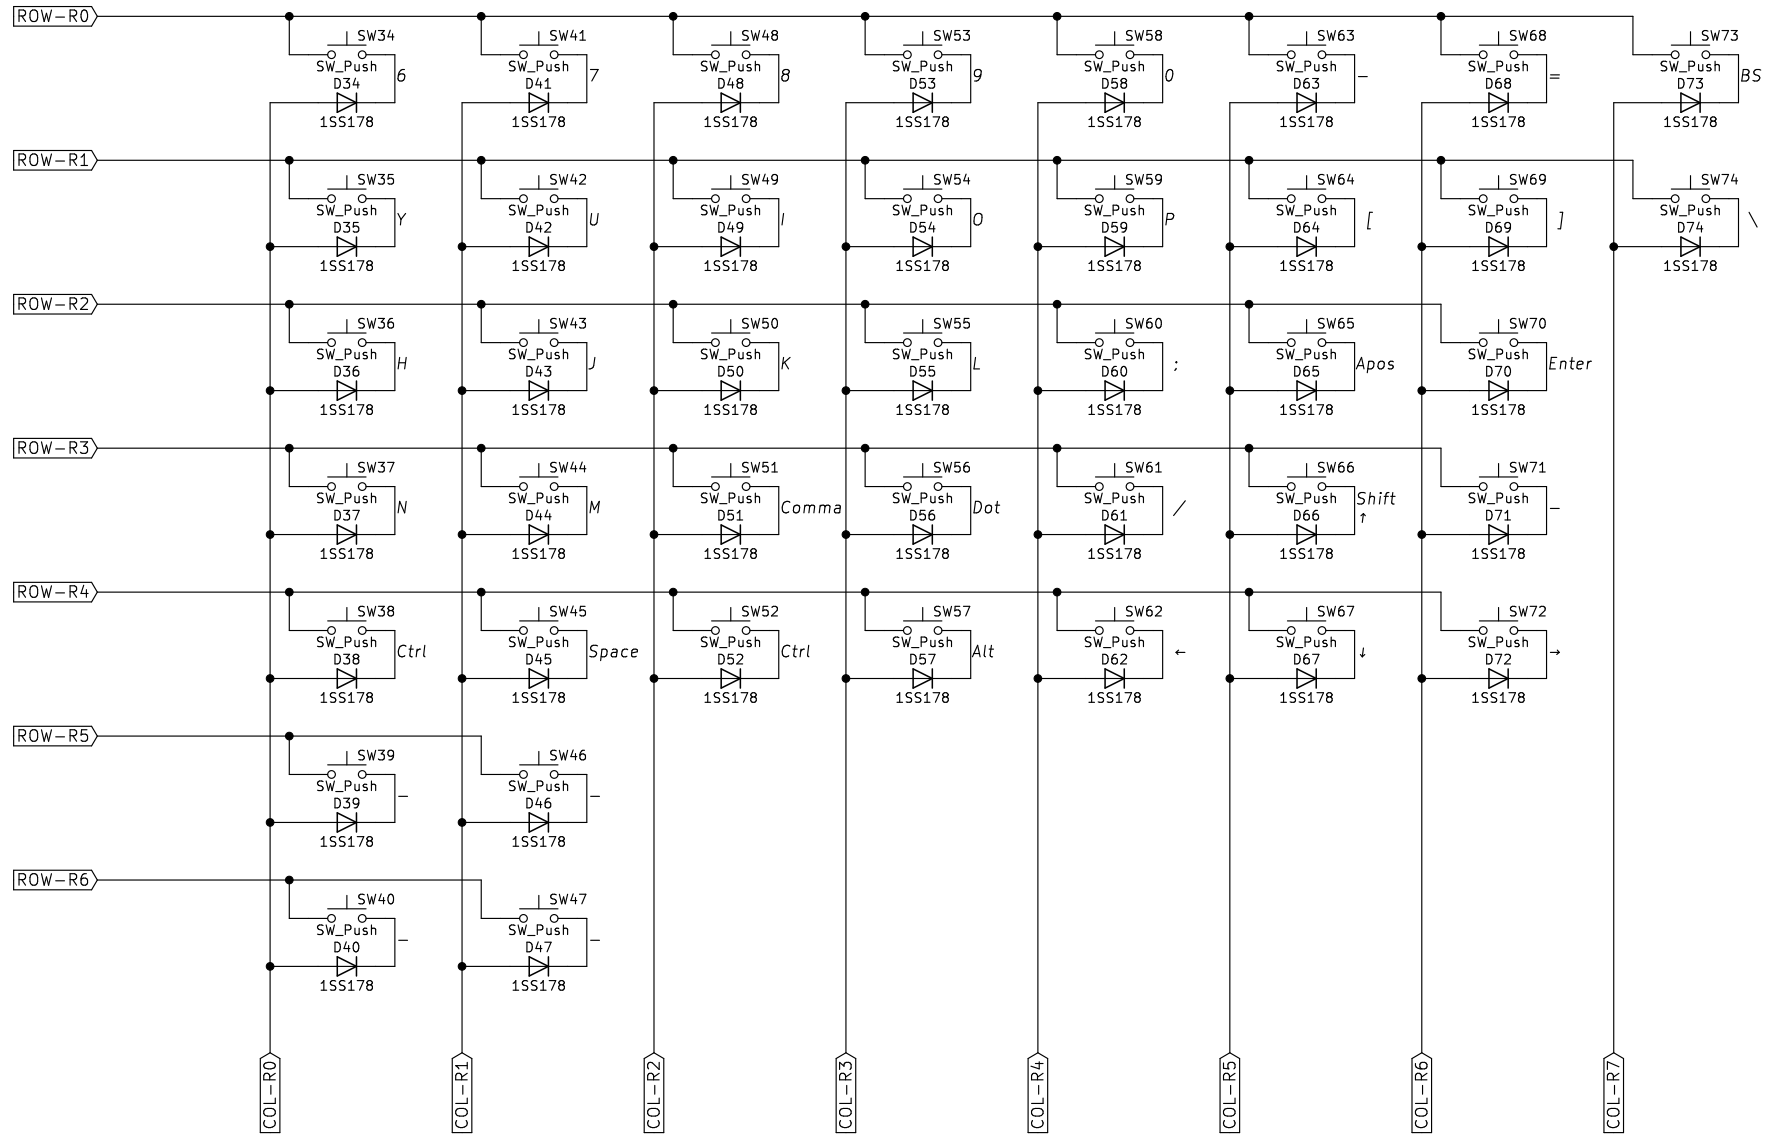 ROW-R0
SW34 SW41 SW48 SW53 SW58 SW63 SW68 SW73
SW_Push SW_Push SW_Push SW_Push SW_Push SW_Push SW_Push SW_Push
6 7 8 9 0 - = BS
D34 D41 D48 D53 D58 D63 D68 D73
1SS178 1SS178 1SS178 1SS178 1SS178 1SS178 1SS178 1SS178
ROW-R1
SW35 SW42 SW49 SW54 SW59 SW64 SW69 SW74
SW_Push SW_Push SW_Push SW_Push SW_Push SW_Push SW_Push SW_Push
Y U I O P [ ] \
D35 D42 D49 D54 D59 D64 D69 D74
1SS178 1SS178 1SS178 1SS178 1SS178 1SS178 1SS178 1SS178
ROW-R2
SW36 SW43 SW50 SW55 SW60 SW65 SW70
SW_Push SW_Push SW_Push SW_Push SW_Push SW_Push SW_Push
H J K L ; Apos Enter
D36 D43 D50 D55 D60 D65 D70
1SS178 1SS178 1SS178 1SS178 1SS178 1SS178 1SS178
ROW-R3
SW37 SW44 SW51 SW56 SW61 SW66 SW71
SW_Push SW_Push SW_Push SW_Push SW_Push SW_Push SW_Push
N M Comma Dot / Shift -
↑
D37 D44 D51 D56 D61 D66 D71
1SS178 1SS178 1SS178 1SS178 1SS178 1SS178 1SS178
ROW-R4
SW38 SW45 SW52 SW57 SW62 SW67 SW72
SW_Push SW_Push SW_Push SW_Push SW_Push SW_Push SW_Push
Ctrl Space Ctrl Alt ← ↓ →
D38 D45 D52 D57 D62 D67 D72
1SS178 1SS178 1SS178 1SS178 1SS178 1SS178 1SS178
ROW-R5
SW39 SW46
SW_Push SW_Push
- -
D39 D46
1SS178 1SS178
ROW-R6
SW40 SW47
SW_Push SW_Push
- -
D40 D47
1SS178 1SS178
COL-R0 COL-R1 COL-R2 COL-R3 COL-R4 COL-R5 COL-R6 COL-R7